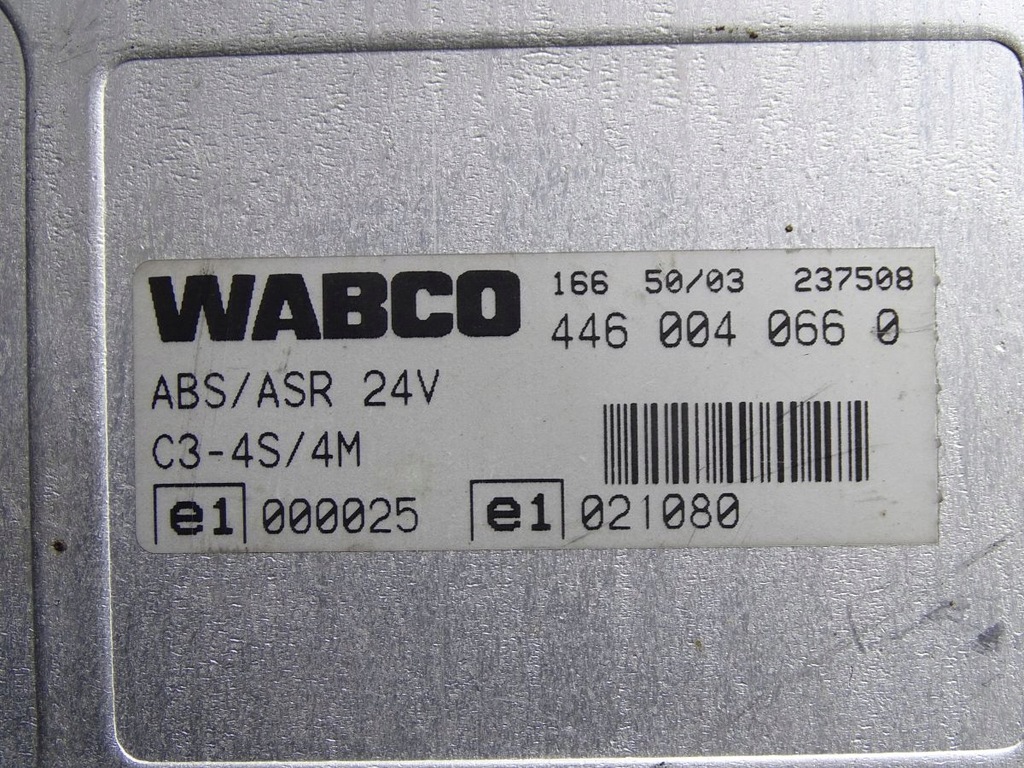 WABCO 166 50/03 237508
446 004 066 0
ABS/ASR 24V
C3-4S/4M
e1 000025 e1 021080